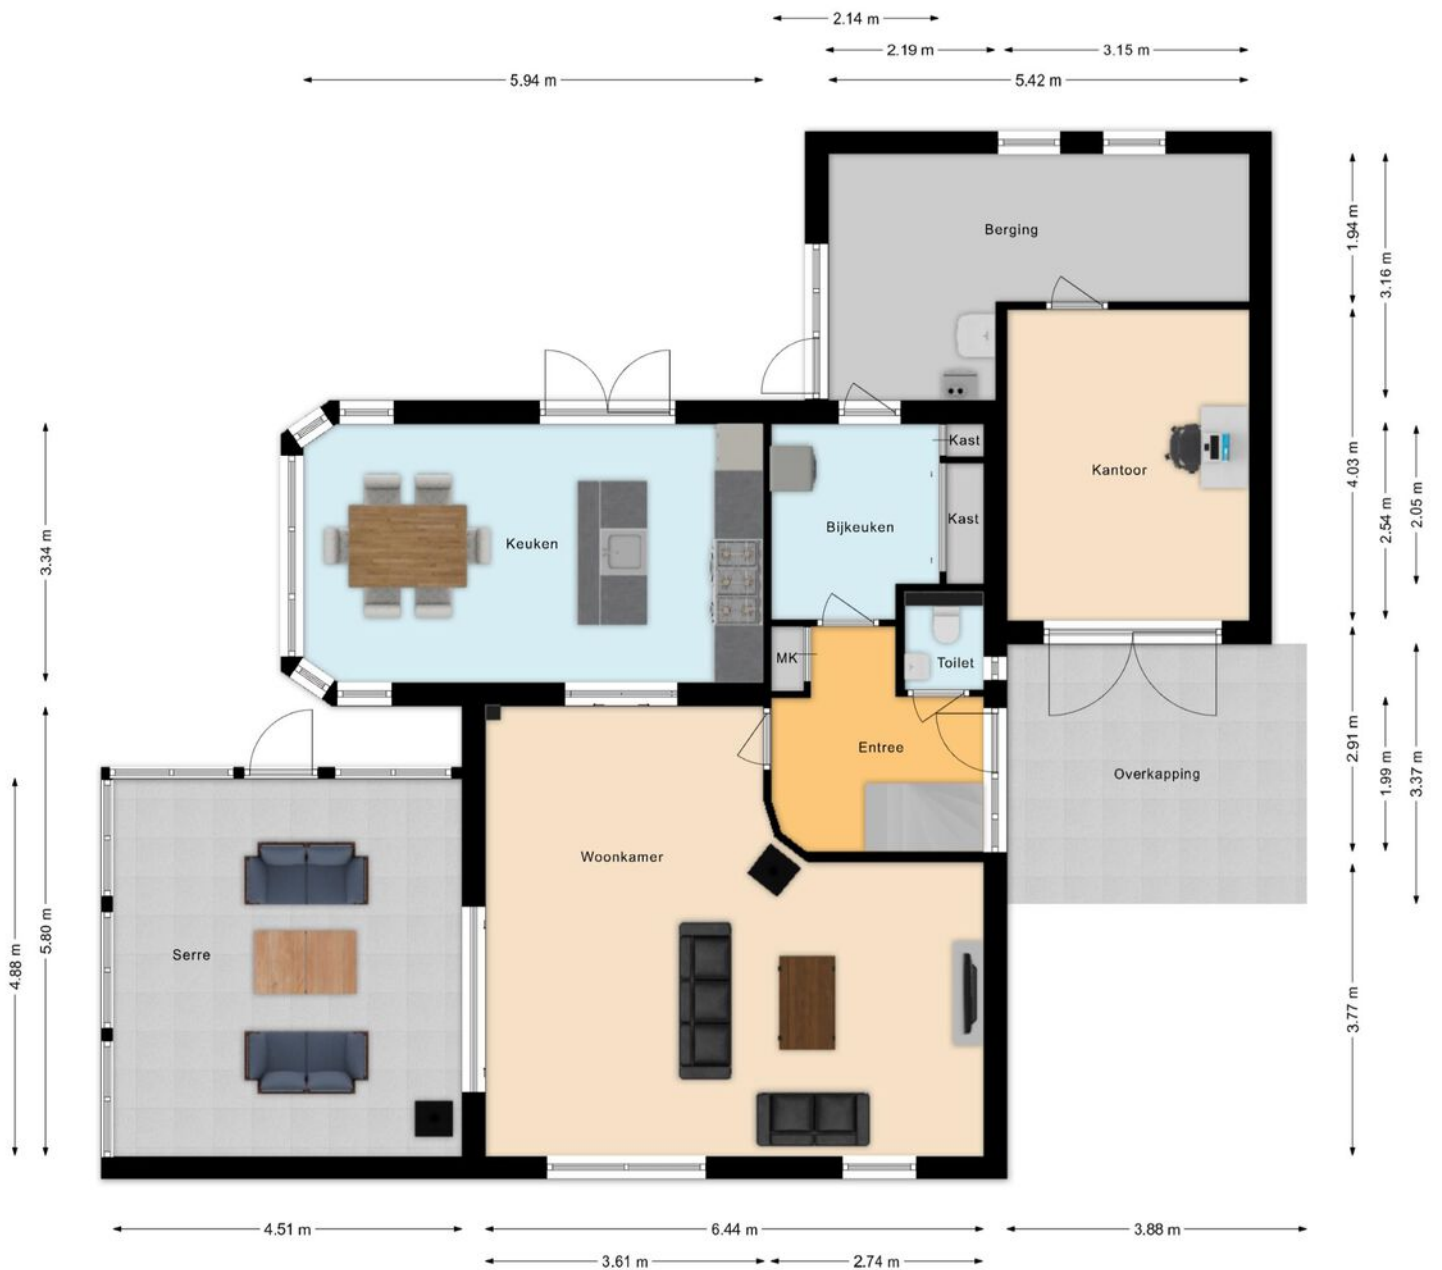 2.14 m
2.19 m
3.15 m
5.94 m
5.42 m
Berging
1.94 m
3.16 m
Kast
Kantoor
4.03 m
Kast
2.05 m
2.54 m
Bijkeuken
Keuken
3.34 m
MK
Toilet
Entree
2.91 m
1.99 m
3.37 m
Overkapping
Woonkamer
Serre
5.80 m
4.88 m
3.77 m
4.51 m
6.44 m
3.88 m
3.61 m
2.74 m